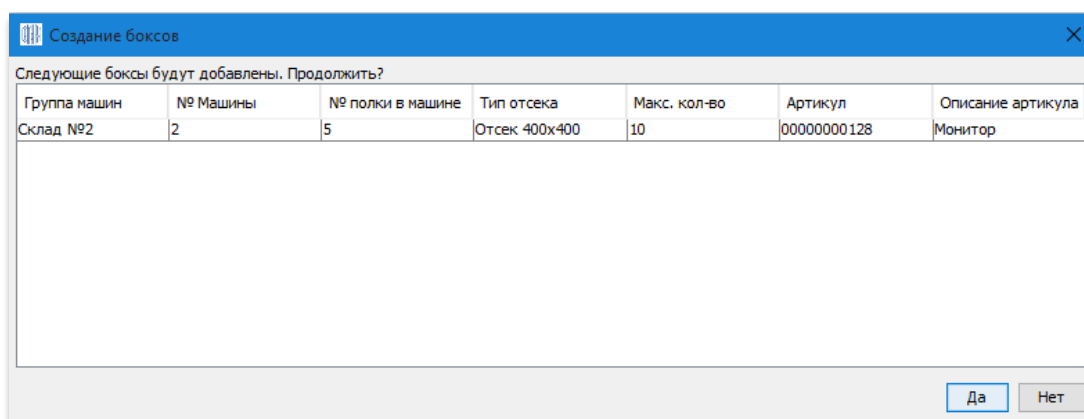 Создание боксов
Следующие боксы будут добавлены. Продолжить?
Группа машин № Машины № полки в машине Тип отсека Макс. кол-во Артикул Описание артикула
Склад №2 2 5 Отсек 400x400 10 00000000128 Монитор
Да Нет